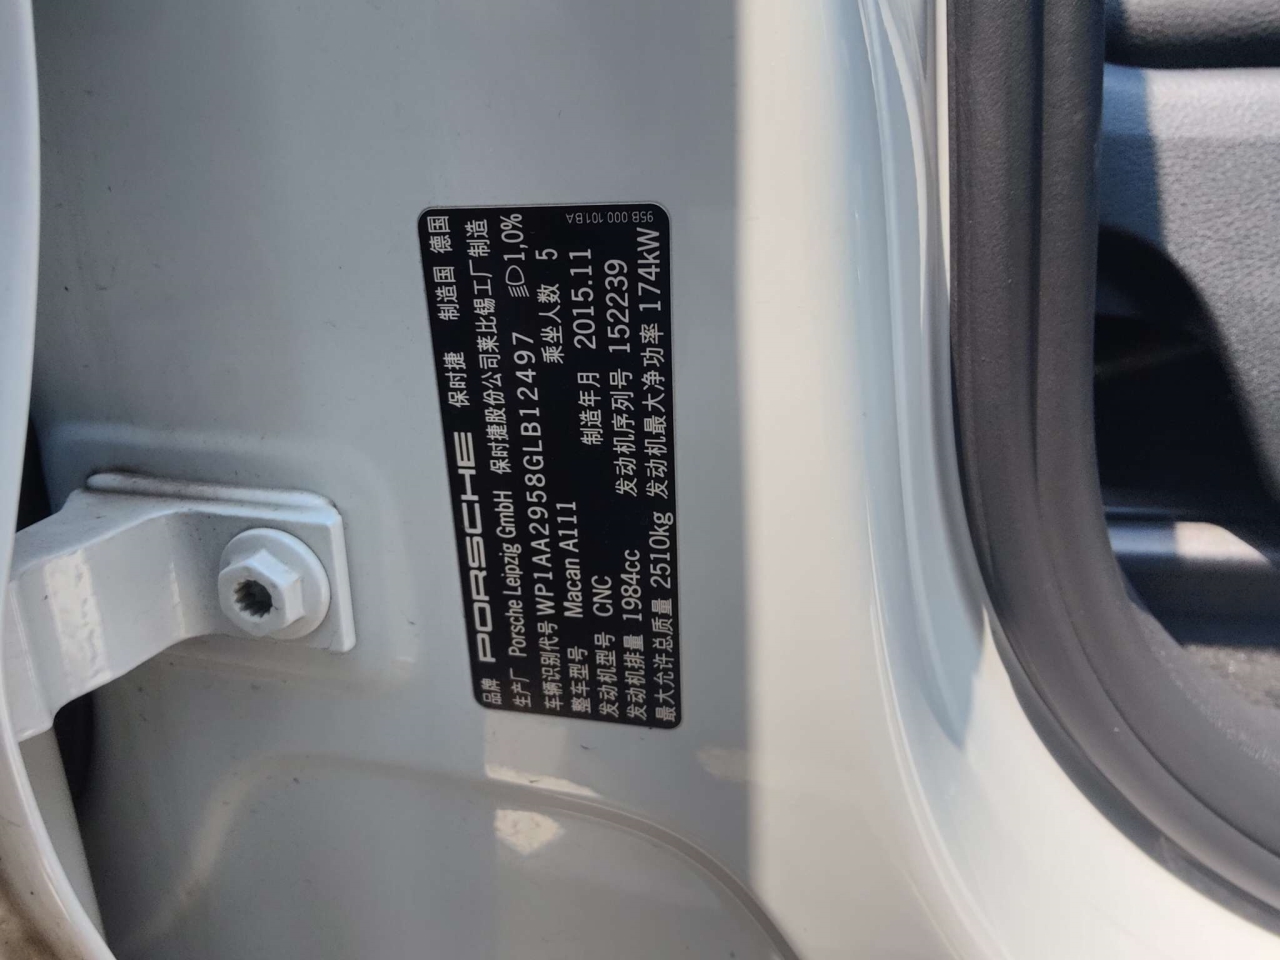 品牌 PORSCHE 保时捷 制造国 德国
生产厂 Porsche Leipzig GmbH 保时捷股份公司莱比锡工厂制造
车辆识别代号 WP1AA2958GLB12497 1,0%
整车型号 Macan A111 乘坐人数 5
发动机型号 CNC 制造年月 2015.11
发动机排量 1984cc 发动机序列号 152239
最大允许总质量 2510kg 发动机最大净功率 174kW
95B 000 101 BA